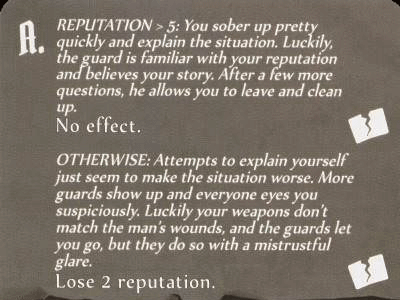 A.
REPUTATION > 5: You sober up pretty
quickly and explain the situation. Luckily,
the guard is familiar with your reputation
and believes your story. After a few more
questions, he allows you to leave and clean
up.
No effect.
OTHERWISE: Attempts to explain yourself
just seem to make the situation worse. More
guards show up and everyone eyes you
suspiciously. Luckily your weapons don't
match the man's wounds, and the guards let
you go, but they do so with a mistrustful
glare.
Lose 2 reputation.